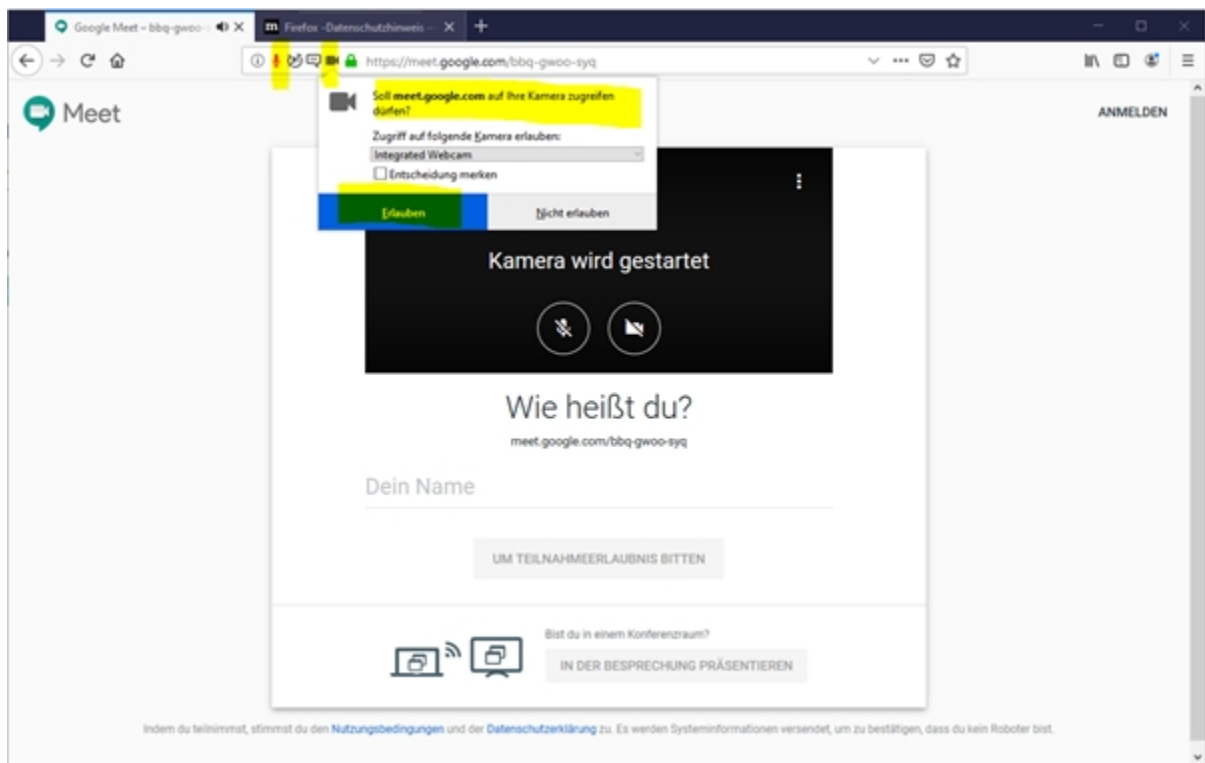 Google Meet – bbq-gwoo-s
Firefox -Datenschutzhinweis —
https://meet.google.com/bbq-gwoo-syq
Meet
ANMELDEN
Soll meet.google.com auf Ihre Kamera zugreifen
dürfen?
Zugriff auf folgende Kamera erlauben:
Integrated Webcam
Entscheidung merken
Erlauben
Nicht erlauben
Kamera wird gestartet
Wie heißt du?
meet.google.com/bbq-gwoo-syq
Dein Name
UM TEILNAHMEERLAUBNIS BITTEN
Bist du in einem Konferenzraum?
IN DER BESPRECHUNG PRÄSENTIEREN
Indem du teilnimmst, stimmst du den Nutzungsbedingungen und der Datenschutzerklärung zu. Es werden Systeminformationen versendet, um zu bestätigen, dass du kein Roboter bist.